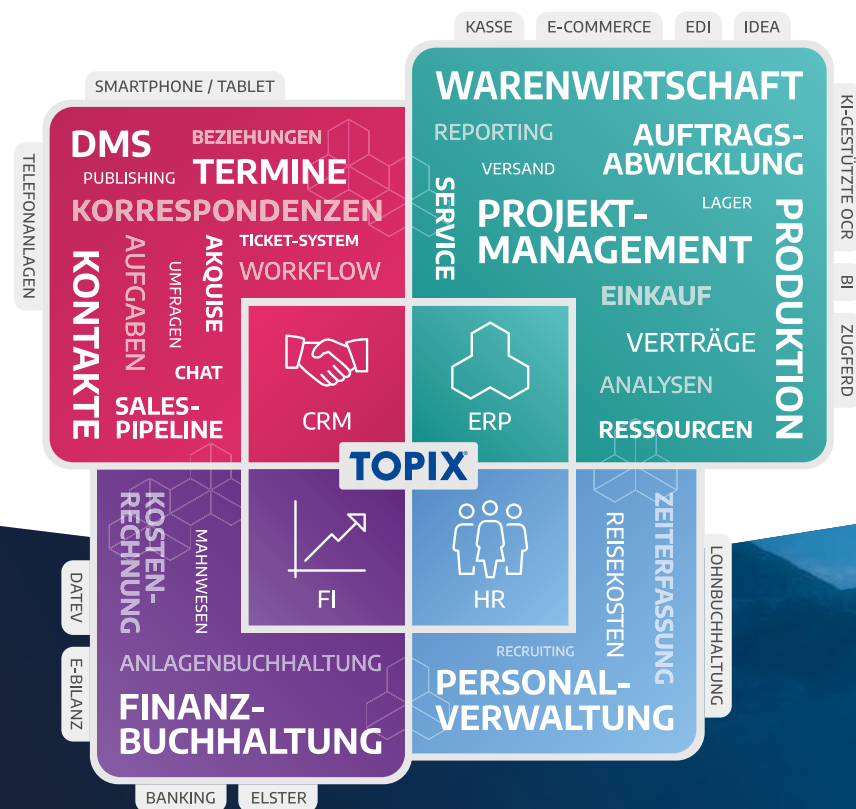 KASSE
E-COMMERCE
EDI
IDEA
SMARTPHONE / TABLET
TELEFONANLAGEN
DMS
BEZIEHUNGEN
PUBLISHING
TERMINE
KORRESPONDENZEN
KONTAKTE
AUFGABEN
UMFRAGEN
AKQUISE
TICKET-SYSTEM
WORKFLOW
CHAT
SALES-
PIPELINE
CRM
WARENWIRTSCHAFT
REPORTING
AUFTRAGS-
ABWICKLUNG
VERSAND
SERVICE
PROJEKT-
MANAGEMENT
LAGER
PRODUKTION
EINKAUF
VERTRÄGE
ANALYSEN
RESSOURCEN
ERP
KI-GESTÜTZTE OCR
BI
ZUGFERD
TOPIX®
KOSTEN-
RECHNUNG
MAHNWESEN
FI
ANLAGENBUCHHALTUNG
FINANZ-
BUCHHALTUNG
DATEV
E-BILANZ
BANKING
ELSTER
HR
REISEKOSTEN
ZEITERFASSUNG
RECRUITING
PERSONAL-
VERWALTUNG
LOHNBUCHHALTUNG